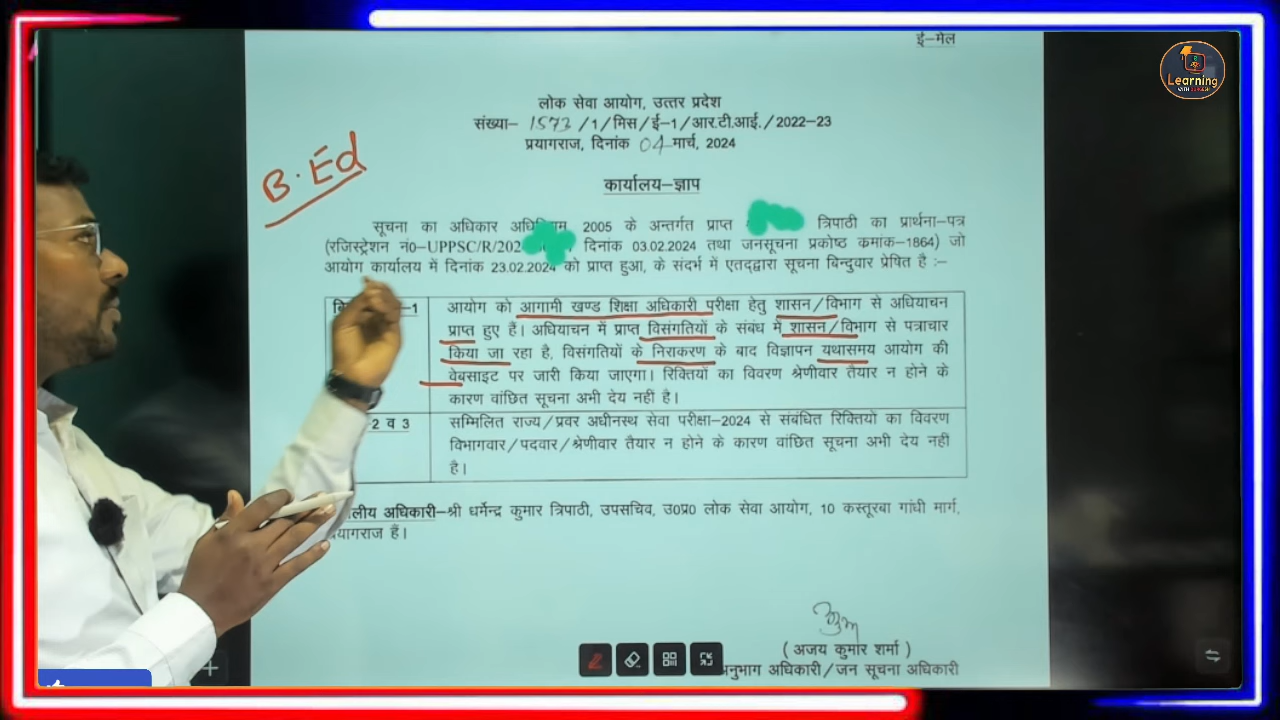 ई–मेल
Learning
लोक सेवा आयोग, उत्तर प्रदेश
संख्या– 1573 /1/मिस/ई–1/आर.टी.आई./2022–23
प्रयागराज, दिनांक 04 मार्च, 2024
B.Ed
कार्यालय–ज्ञाप
सूचना का अधिकार 2005 के अन्तर्गत प्राप्त त्रिपाठी का प्रार्थना–पत्र
(रजिस्ट्रेशन नं0–UPPSC/R/202 दिनांक 03.02.2024 तथा जनसूचना प्रकोष्ठ कमांक–1864) जो
आयोग कार्यालय में दिनांक 23.02.2024 को प्राप्त हुआ, के संदर्भ में एतद्द्वारा सूचना बिन्दुवार प्रेषित है :–
–1 आयोग को आगामी खण्ड शिक्षा अधिकारी परीक्षा हेतु शासन/विभाग से अधियाचन
प्राप्त हुए हैं। अधियाचन में प्राप्त विसंगतियों के संबंध में शासन/विभाग से पत्राचार
किया जा रहा है, विसंगतियों के निराकरण के बाद विज्ञापन यथासमय आयोग की
वेबसाइट पर जारी किया जाएगा। रिक्तियों का विवरण श्रेणीवार तैयार न होने के
कारण वांछित सूचना अभी देय नहीं है।
2 व 3 सम्मिलित राज्य/प्रवर अधीनस्थ सेवा परीक्षा–2024 से संबंधित रिक्तियों का विवरण
विभागवार/पदवार/श्रेणीवार तैयार न होने के कारण वांछित सूचना अभी देय नहीं
है।
लीय अधिकारी–श्री धर्मेन्द्र कुमार त्रिपाठी, उपसचिव, उ0प्र0 लोक सेवा आयोग, 10 कस्तूरबा गांधी मार्ग,
यागराज हैं।
( अजय कुमार शर्मा )
नुभाग अधिकारी/जन सूचना अधिकारी